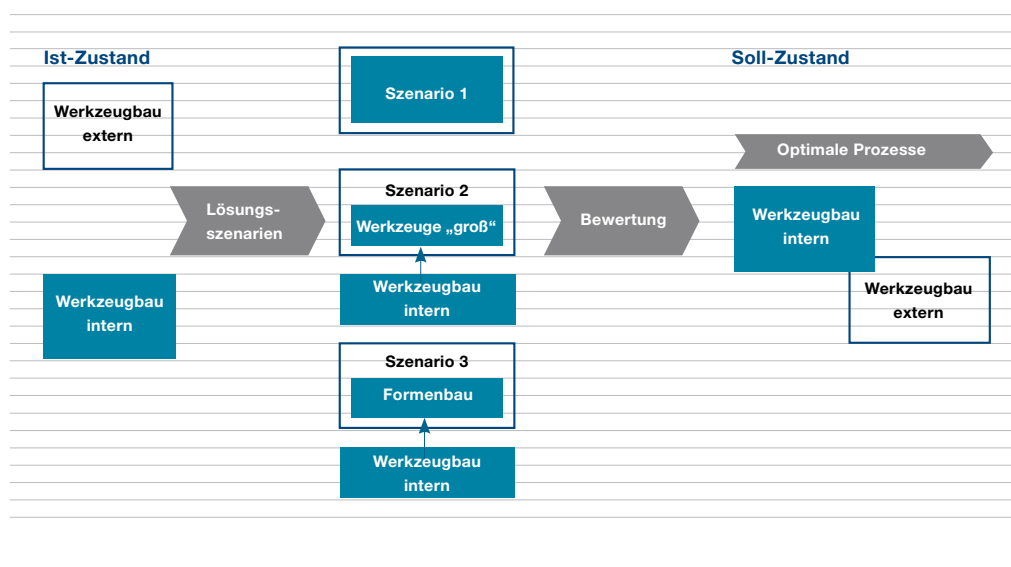 Ist-Zustand
Werkzeugbau
extern
Werkzeugbau
intern
Lösungs-
szenarien
Szenario 1
Szenario 2
Werkzeuge „groß“
Werkzeugbau
intern
Szenario 3
Formenbau
Werkzeugbau
intern
Bewertung
Soll-Zustand
Optimale Prozesse
Werkzeugbau
intern
Werkzeugbau
extern